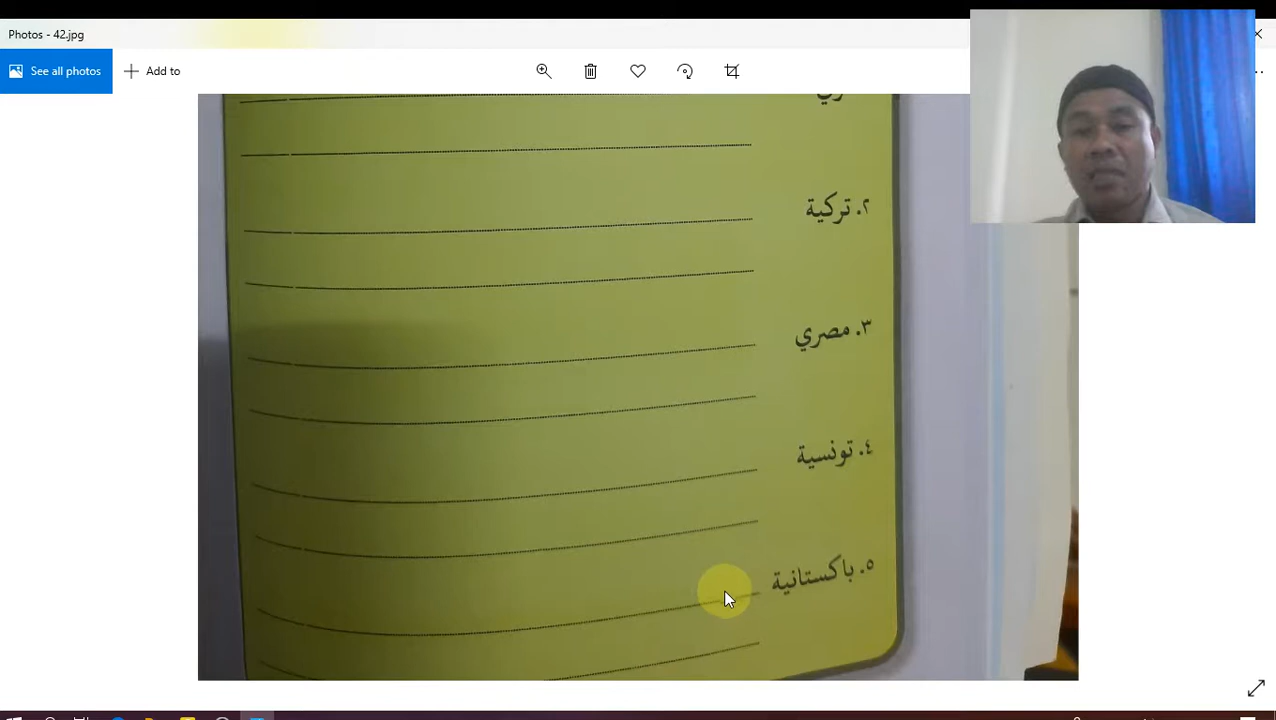 Photos - 42.jpg
See all photos
Add to
٢. تركية
٣. مصري
٤. تونسية
٥. باكستانية